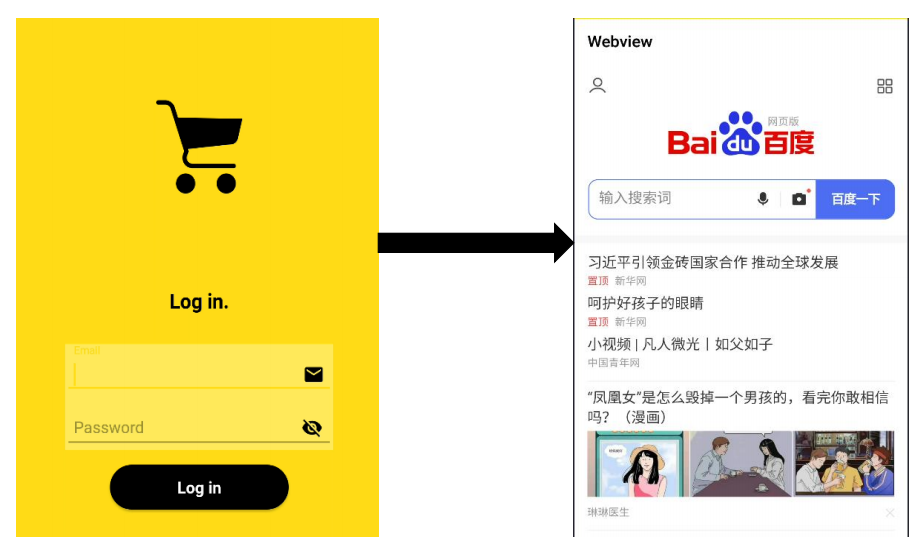 Log in.
Email
Password
Log in
Webview
Bai du 百度 网页版
输入搜索词 百度一下
习近平引领金砖国家合作 推动全球发展
置顶 新华网
呵护好孩子的眼睛
置顶 新华网
小视频 | 凡人微光丨如父如子
中国青年网
“凤凰女”是怎么毁掉一个男孩的，看完你敢相信
吗？（漫画）
琳琳医生